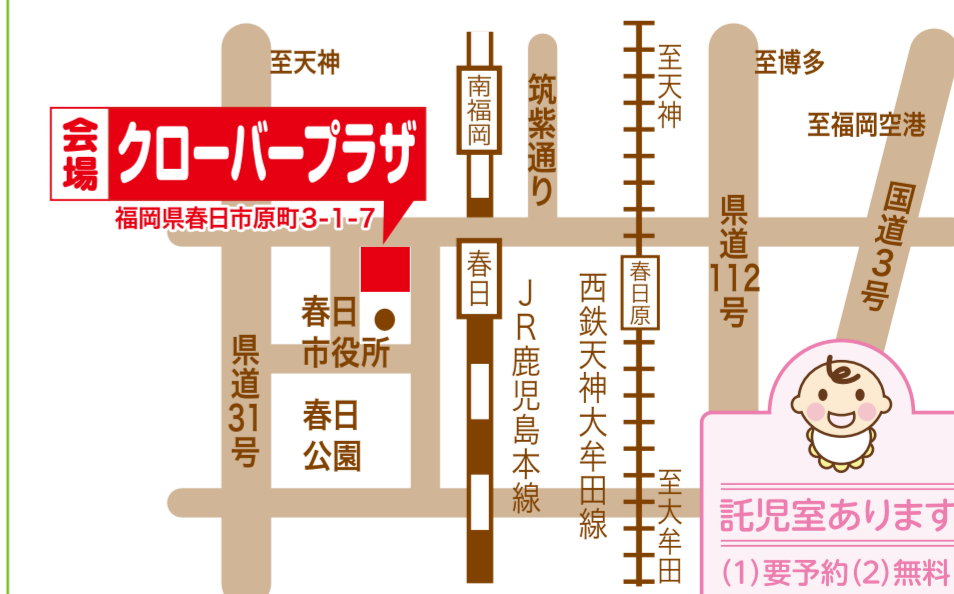 至天神
会場
クローバープラザ
福岡県春日市原町3-1-7
南福岡
筑紫通り
至天神
至博多
至福岡空港
国道3号
県道112号
春日
春日原
JR鹿児島本線
西鉄天神大牟田線
春日
市役所
県道31号
春日
公園
至大牟田
託児室あります
(1)要予約(2)無料